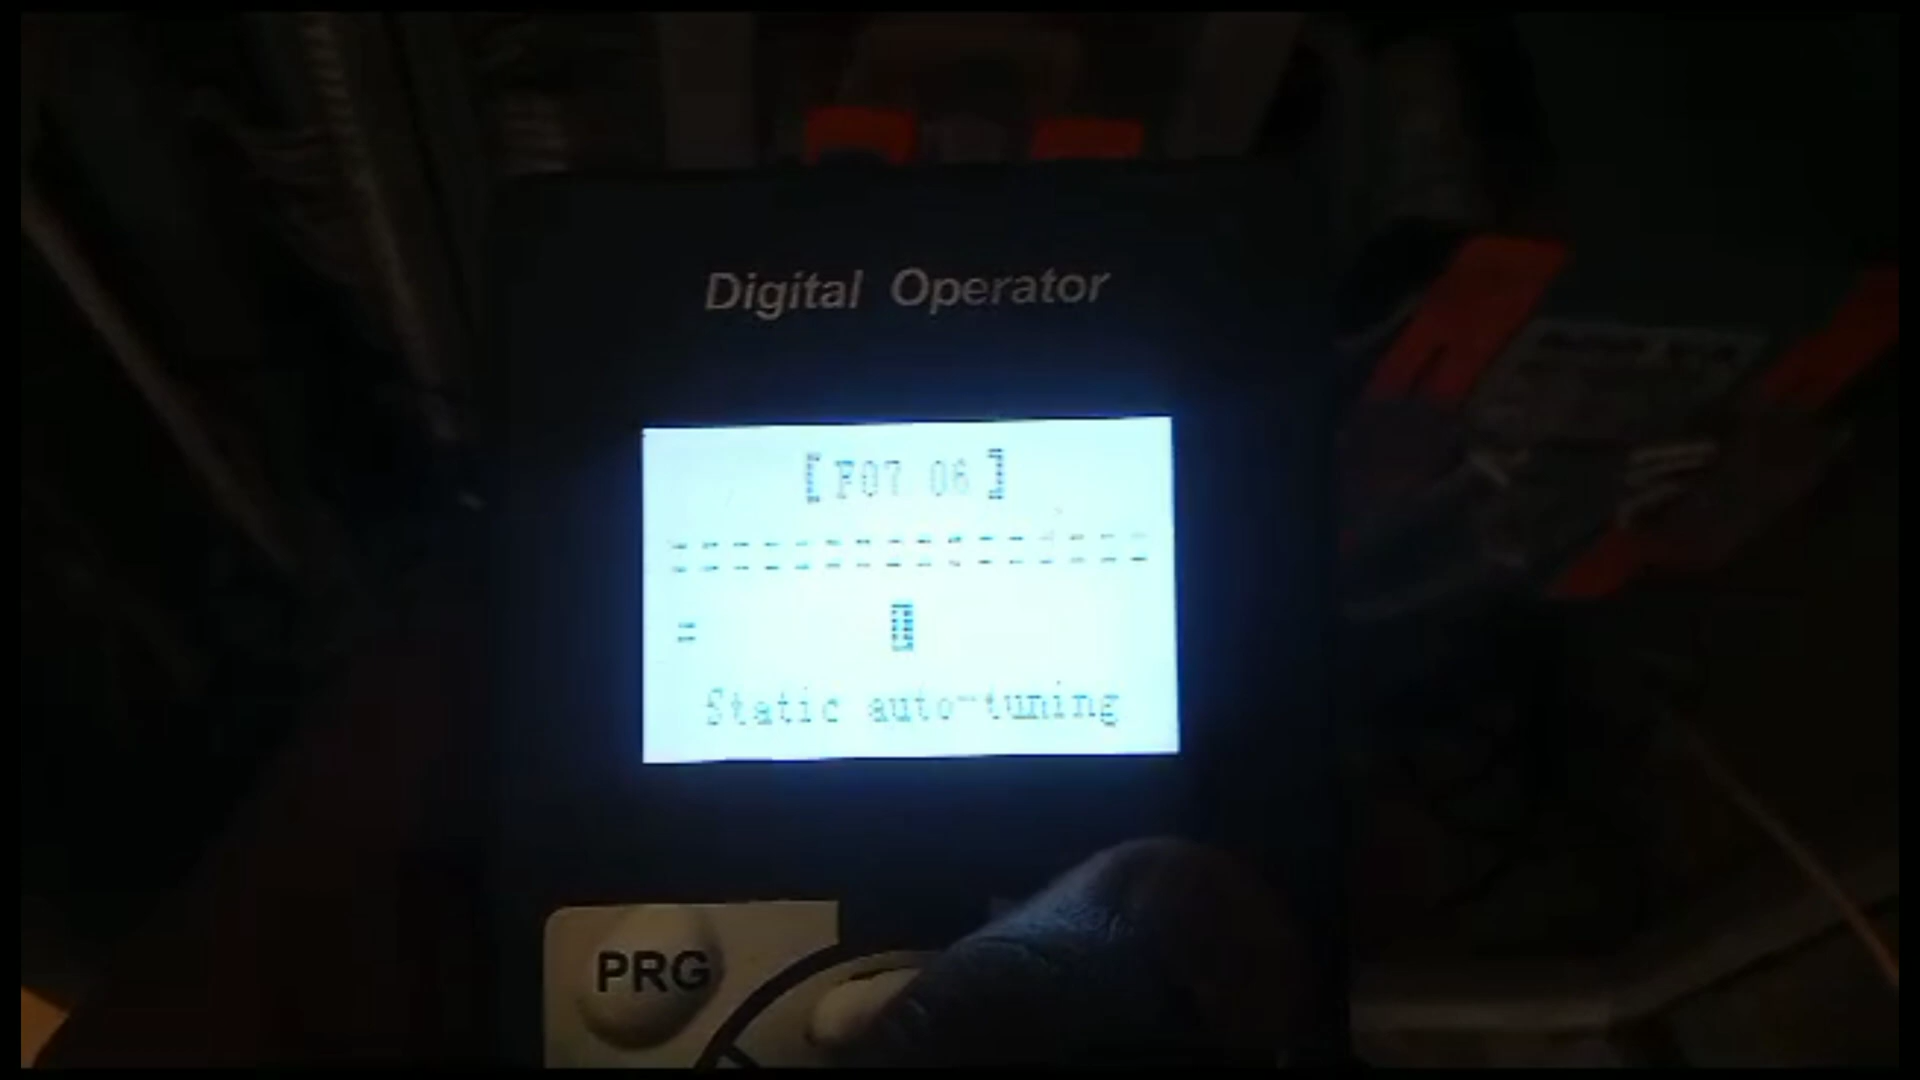 Digital Operator
[F07.06]
================
=
Static auto-tuning
PRG